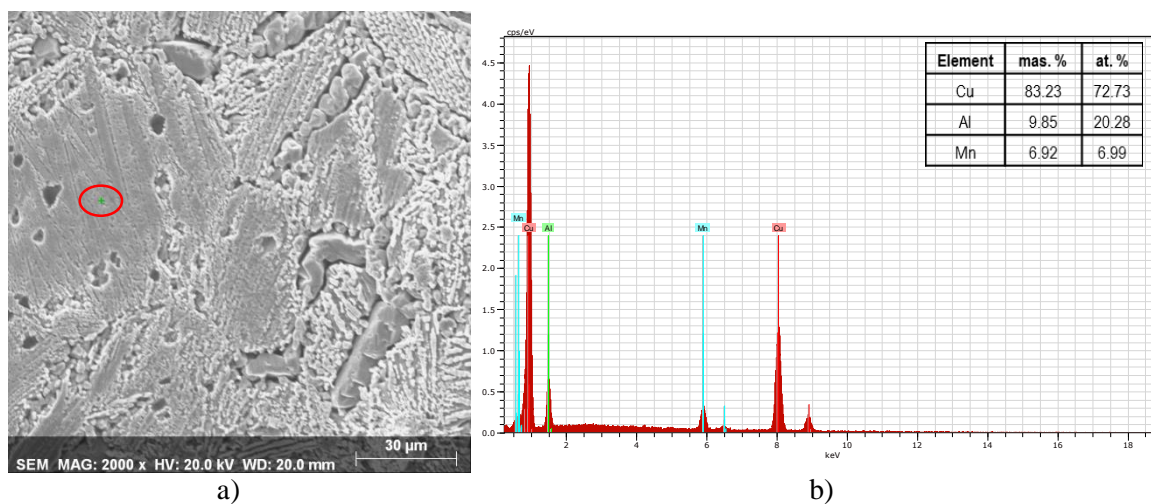 cps/eV
Element mas. % at. %
Cu 83.23 72.73
Al 9.85 20.28
Mn 6.92 6.99
4.5
4.0
3.5
3.0
2.5
2.0
1.5
1.0
0.5
0.0
Mn
Cu Al Mn Cu
2 4 6 8 10 12 14 16 18
keV
30 µm
SEM MAG: 2000 x HV: 20.0 kV WD: 20.0 mm
a) b)